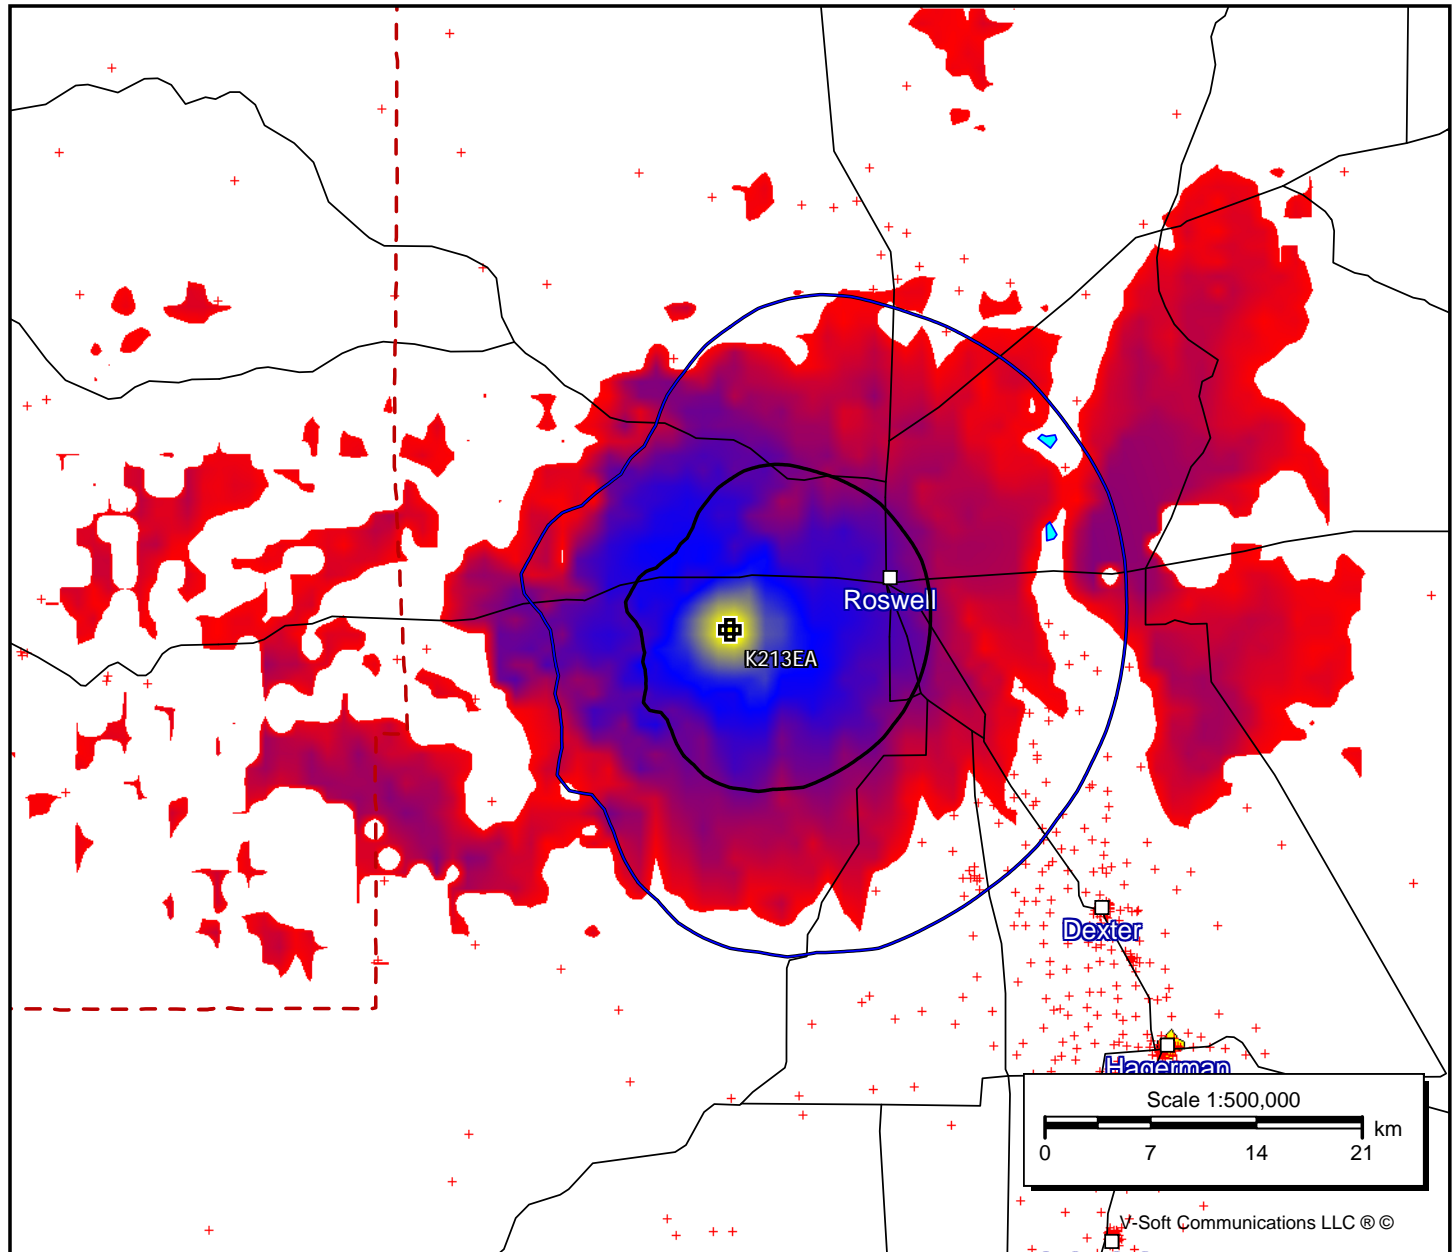 Roswell
K213EA
Dexter
Hagerman
Scale 1:500,000
km
0 7 14 21
V-Soft Communications LLC ® ©